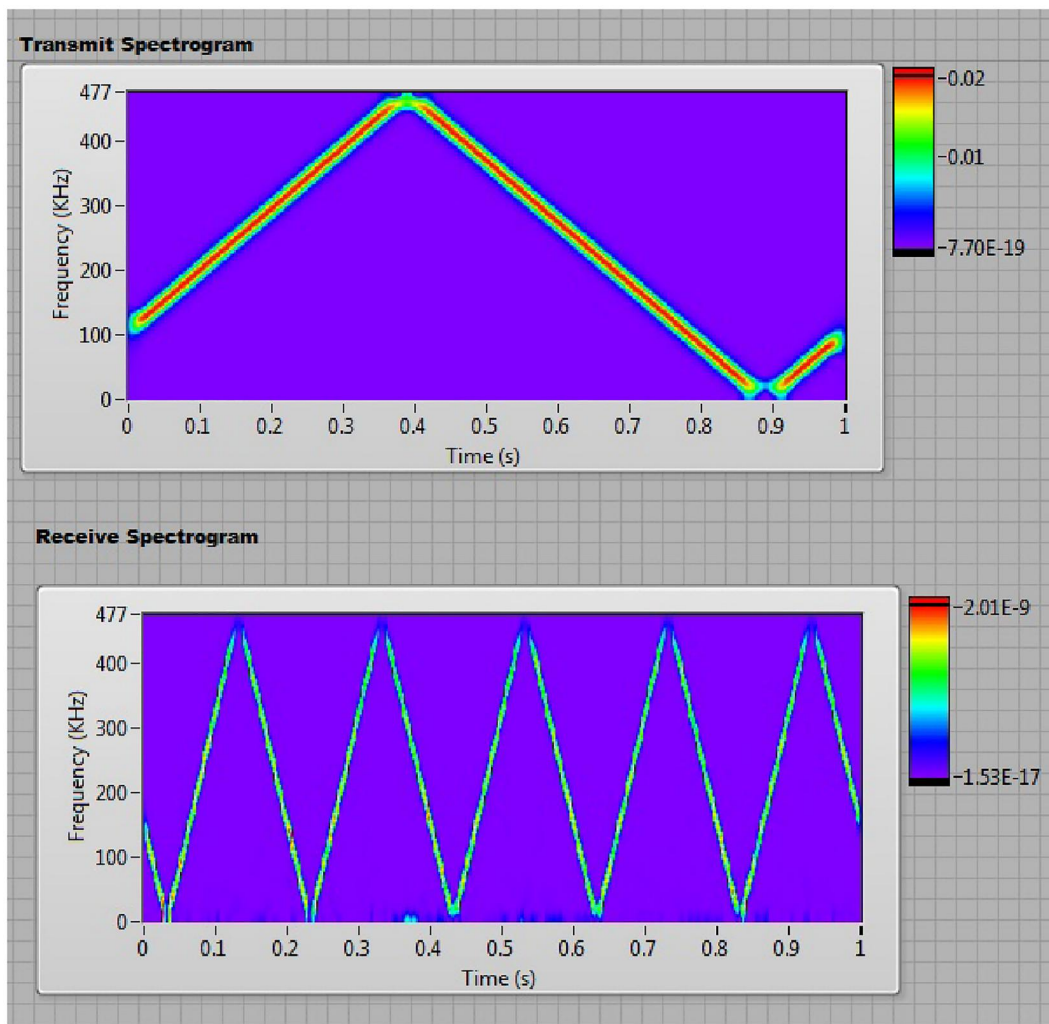 Transmit Spectrogram
477
400
300
200
100
0
Frequency (KHz)
0 0.1 0.2 0.3 0.4 0.5 0.6 0.7 0.8 0.9 1
Time (s)
-0.02
-0.01
-7.70E-19
Receive Spectrogram
477
400
300
200
100
0
Frequency (KHz)
0 0.1 0.2 0.3 0.4 0.5 0.6 0.7 0.8 0.9 1
Time (s)
-2.01E-9
-1.53E-17